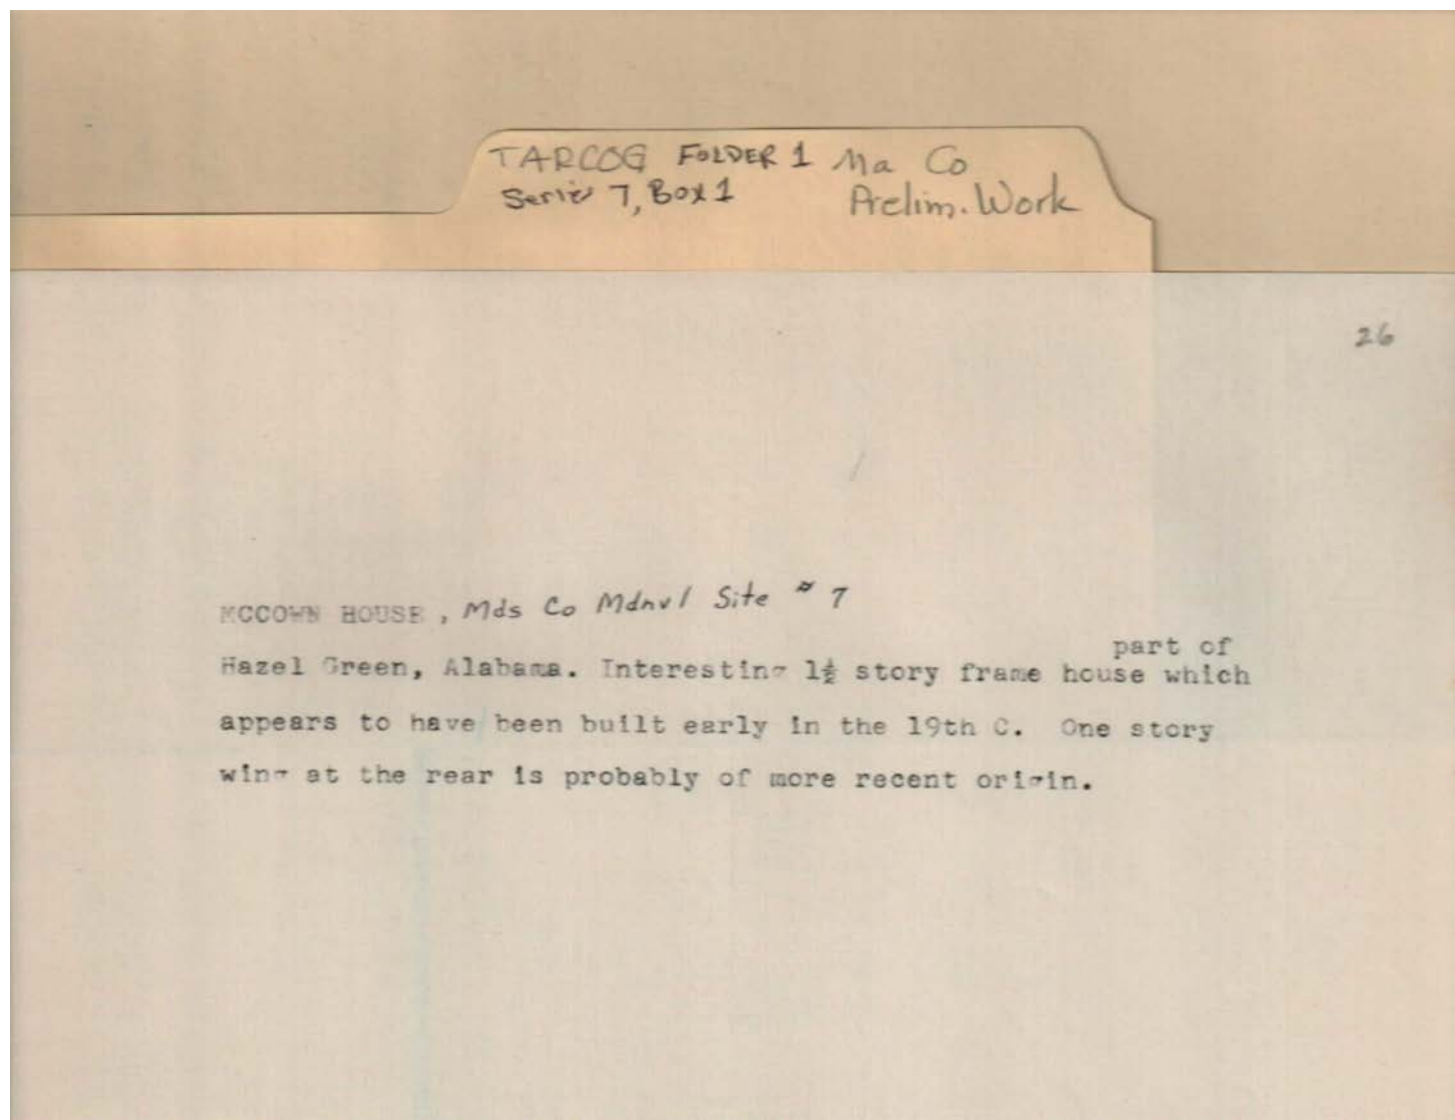 TARCOG FOLDER 1 Ma Co
Series 7, Box 1 Prelim. Work
26
MCCOWN HOUSE, Mds Co Mdnvl Site # 7
part of
Hazel Green, Alabama. Interesting 1½ story frame house which
appears to have been built early in the 19th C. One story
wing at the rear is probably of more recent origin.